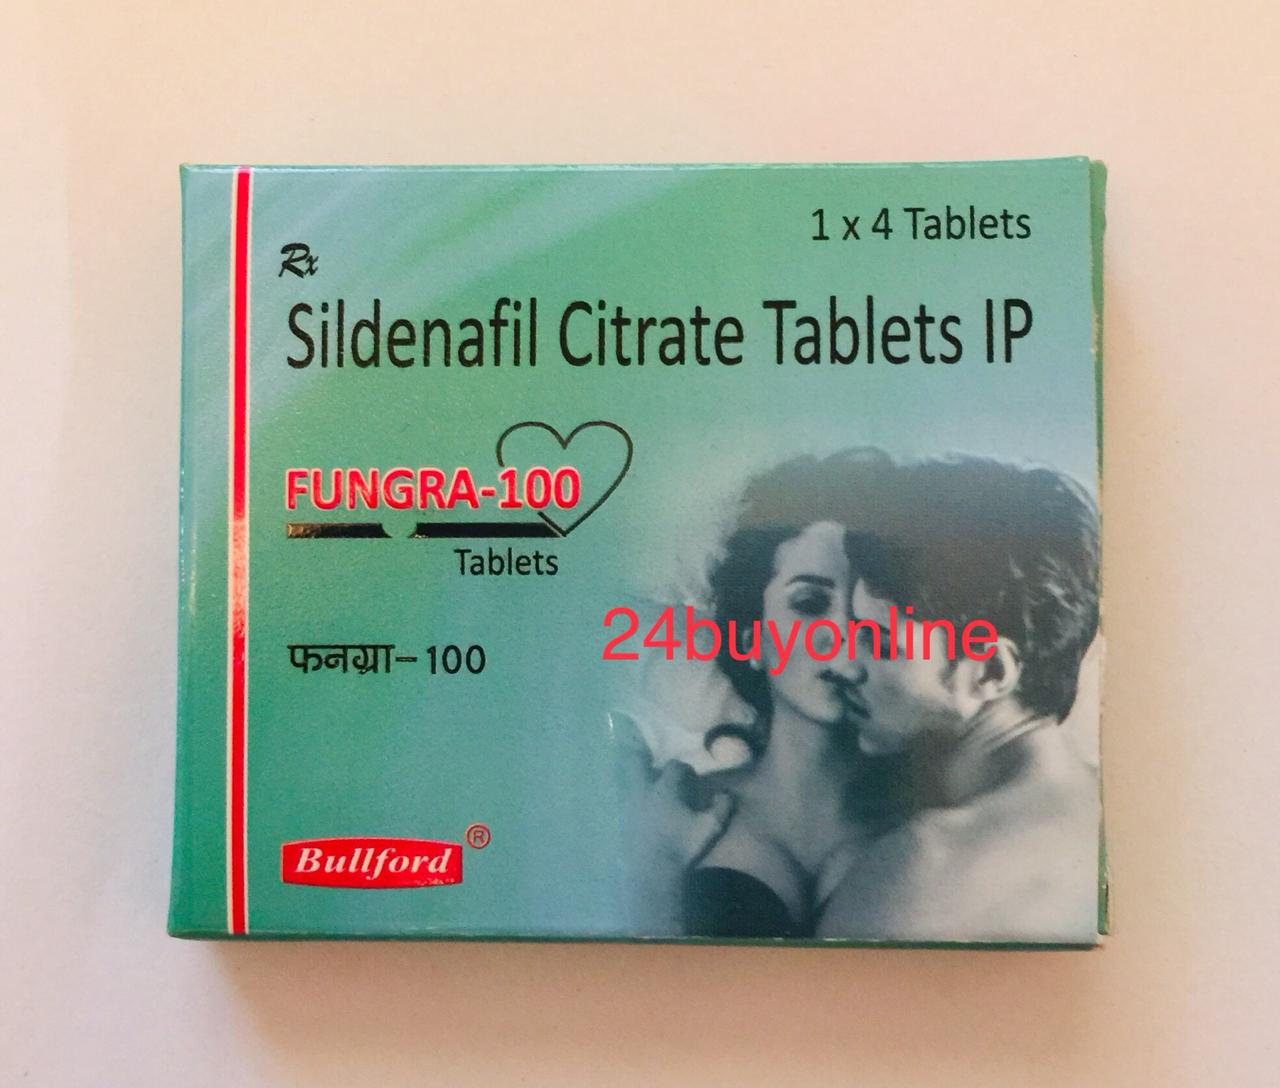 1 x 4 Tablets
Rx
Sildenafil Citrate Tablets IP
FUNGRA-100
Tablets
24buyonline
फनग्रा-100
Bullford®